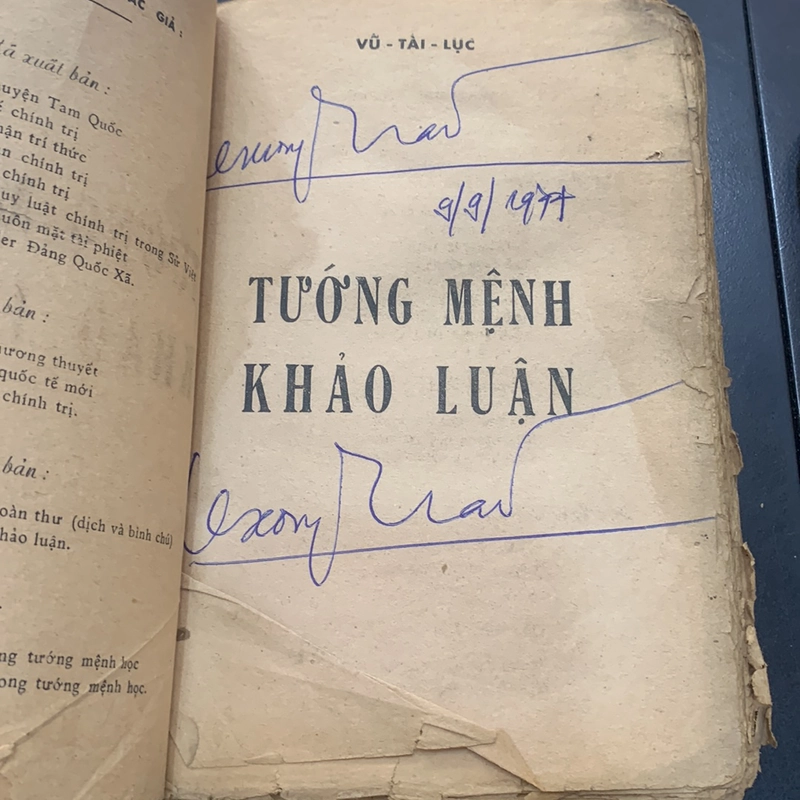 ÁC GIẢ :
ã xuất bản :
uyện Tam Quốc
chính trị
ận trí thức
n chính trị
chính trị
uy luật chính trị trong Sử Việt
uôn mặt tài phiệt
er Đảng Quốc Xã.
bản :
ương thuyết
quốc tế mới
chính trị.
bản :
oàn thư (dịch và bình chú)
hảo luận.
ng tướng mệnh học
ong tướng mệnh học.
VŨ - TÀI - LỤC
9/9/1977
TƯỚNG MỆNH
KHẢO LUẬN